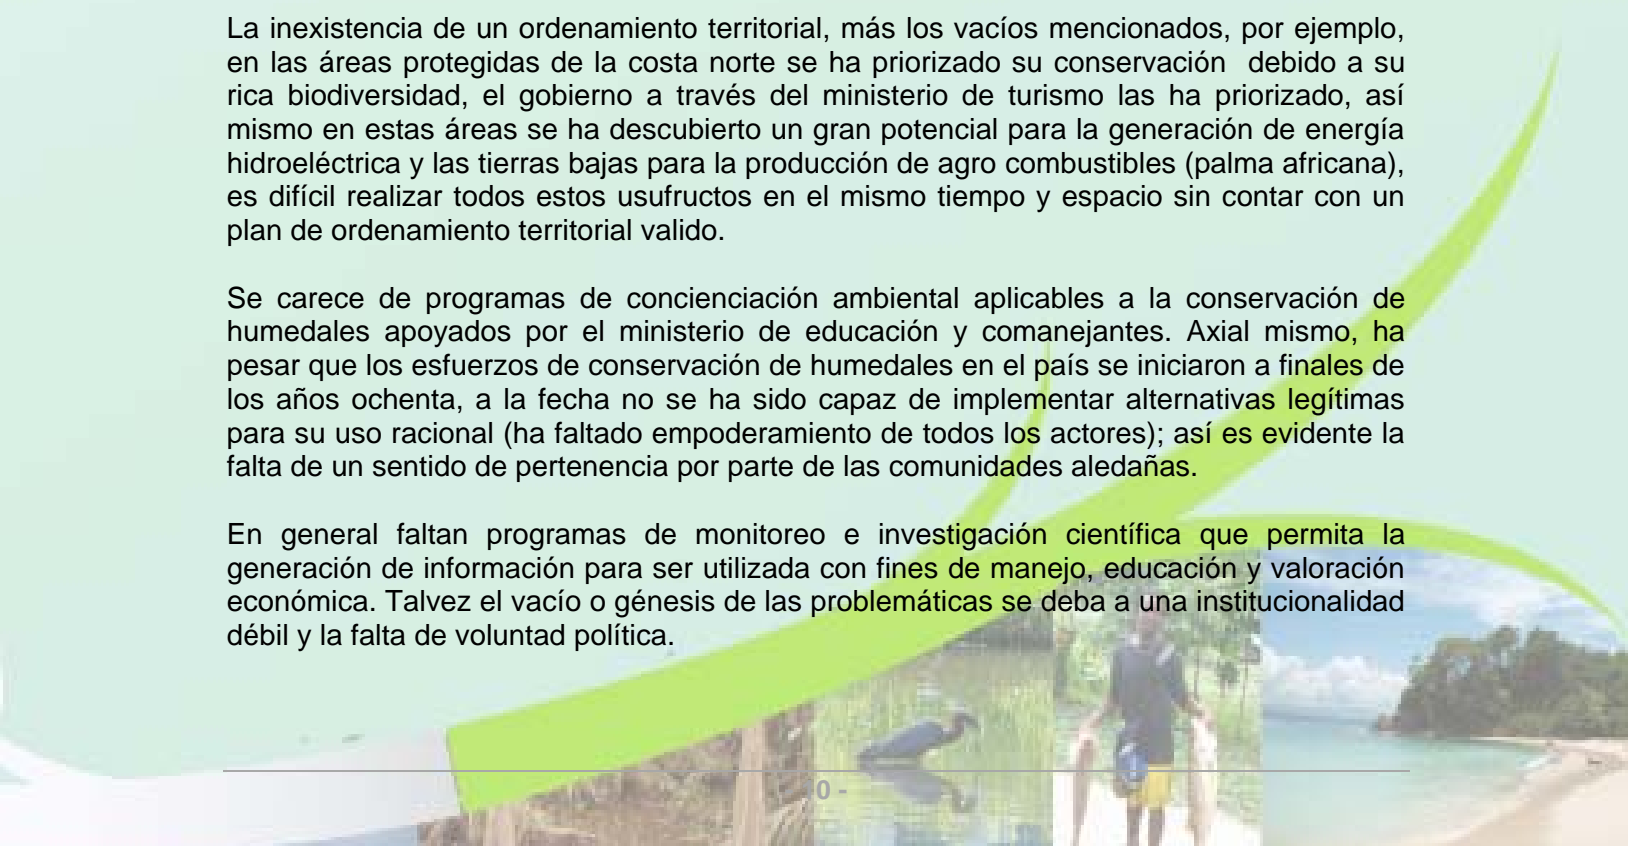 La inexistencia de un ordenamiento territorial, más los vacíos mencionados, por ejemplo,
en las áreas protegidas de la costa norte se ha priorizado su conservación debido a su
rica biodiversidad, el gobierno a través del ministerio de turismo las ha priorizado, así
mismo en estas áreas se ha descubierto un gran potencial para la generación de energía
hidroeléctrica y las tierras bajas para la producción de agro combustibles (palma africana),
es difícil realizar todos estos usufructos en el mismo tiempo y espacio sin contar con un
plan de ordenamiento territorial valido.
Se carece de programas de concienciación ambiental aplicables a la conservación de
humedales apoyados por el ministerio de educación y comanejantes. Axial mismo, ha
pesar que los esfuerzos de conservación de humedales en el país se iniciaron a finales de
los años ochenta, a la fecha no se ha sido capaz de implementar alternativas legítimas
para su uso racional (ha faltado empoderamiento de todos los actores); así es evidente la
falta de un sentido de pertenencia por parte de las comunidades aledañas.
En general faltan programas de monitoreo e investigación científica que permita la
generación de información para ser utilizada con fines de manejo, educación y valoración
económica. Talvez el vacío o génesis de las problemáticas se deba a una institucionalidad
débil y la falta de voluntad política.
0 -